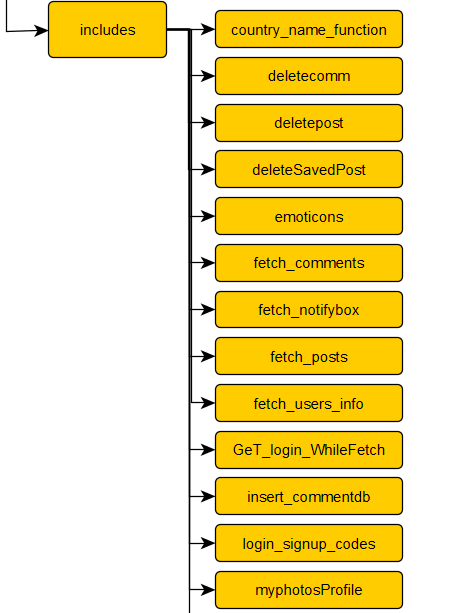 includes
country_name_function
deletecomm
deletepost
deleteSavedPost
emoticons
fetch_comments
fetch_notifybox
fetch_posts
fetch_users_info
GeT_login_WhileFetch
insert_commentdb
login_signup_codes
myphotosProfile